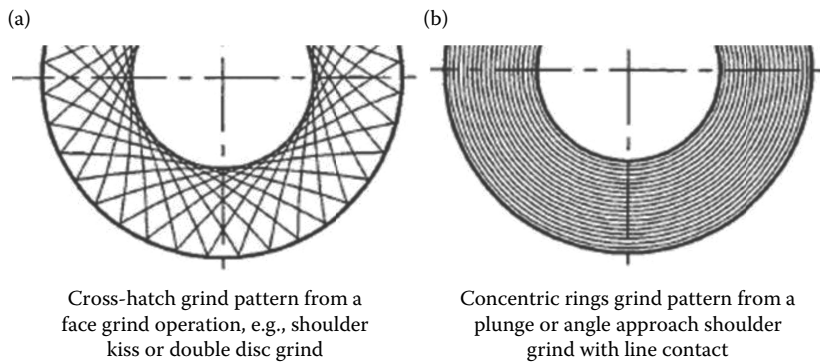 (a)
Cross-hatch grind pattern from a
face grind operation, e.g., shoulder
kiss or double disc grind
(b)
Concentric rings grind pattern from a
plunge or angle approach shoulder
grind with line contact